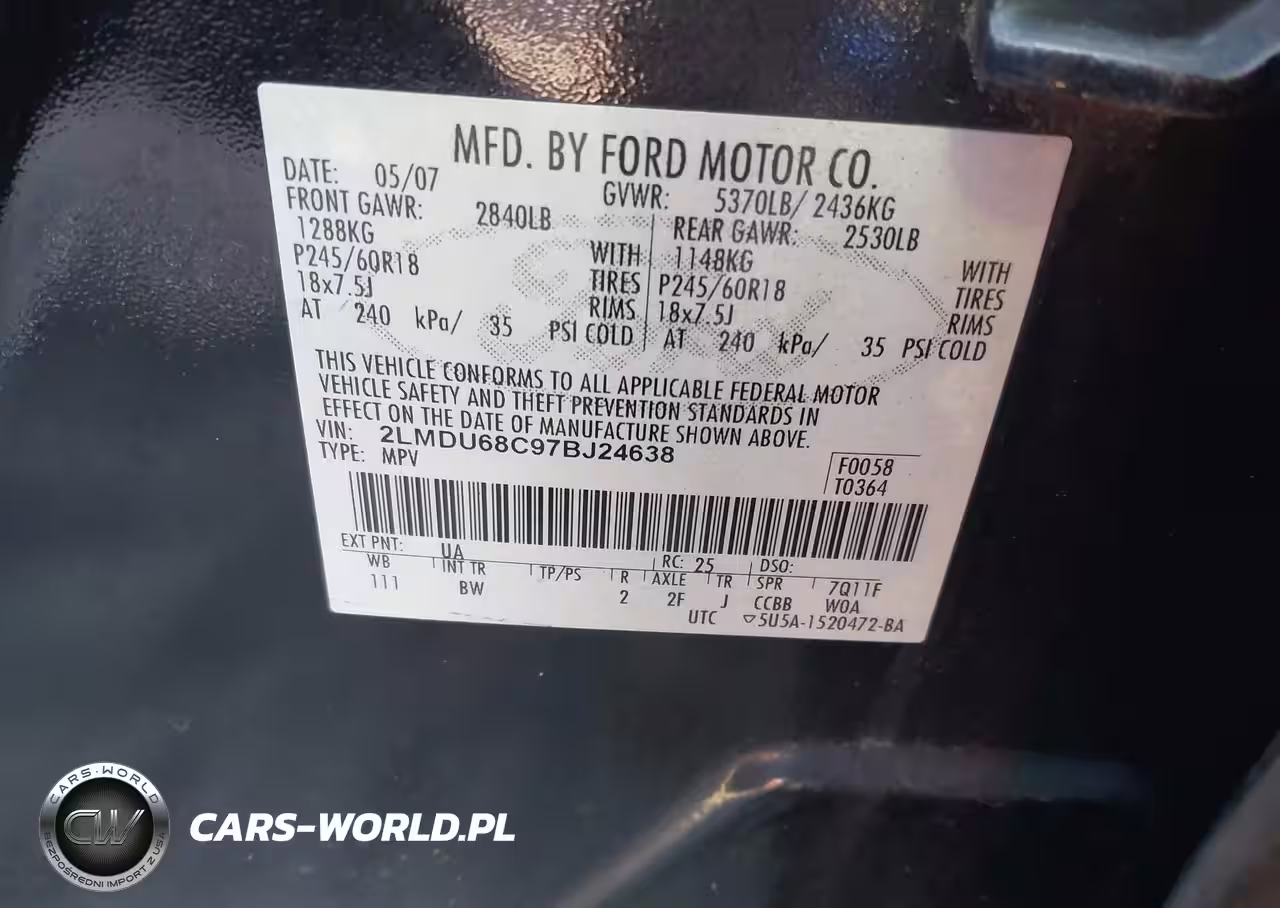 MFD. BY FORD MOTOR CO.
DATE: 05/07 GVWR: 5370LB/ 2436KG
FRONT GAWR: 2840LB REAR GAWR: 2530LB
1288KG WITH 1148KG WITH
P245/60R18 TIRES P245/60R18 TIRES
18x7.5J RIMS 18x7.5J RIMS
AT 240 kPa/ 35 PSI COLD AT 240 kPa/ 35 PSI COLD
THIS VEHICLE CONFORMS TO ALL APPLICABLE FEDERAL MOTOR
VEHICLE SAFETY AND THEFT PREVENTION STANDARDS IN
EFFECT ON THE DATE OF MANUFACTURE SHOWN ABOVE.
VIN: 2LMDU68C97BJ24638
TYPE: MPV
F0058
T0364
EXT PNT: UA RC: 25 DSO:
WB INT TR TP/PS R AXLE TR SPR 7Q11F
111 BW 2 2F J CCBB W0A
UTC ▽5U5A-1520472-BA
CARS-WORLD
CW
BEZPOŚREDNI IMPORT Z USA
CARS-WORLD.PL